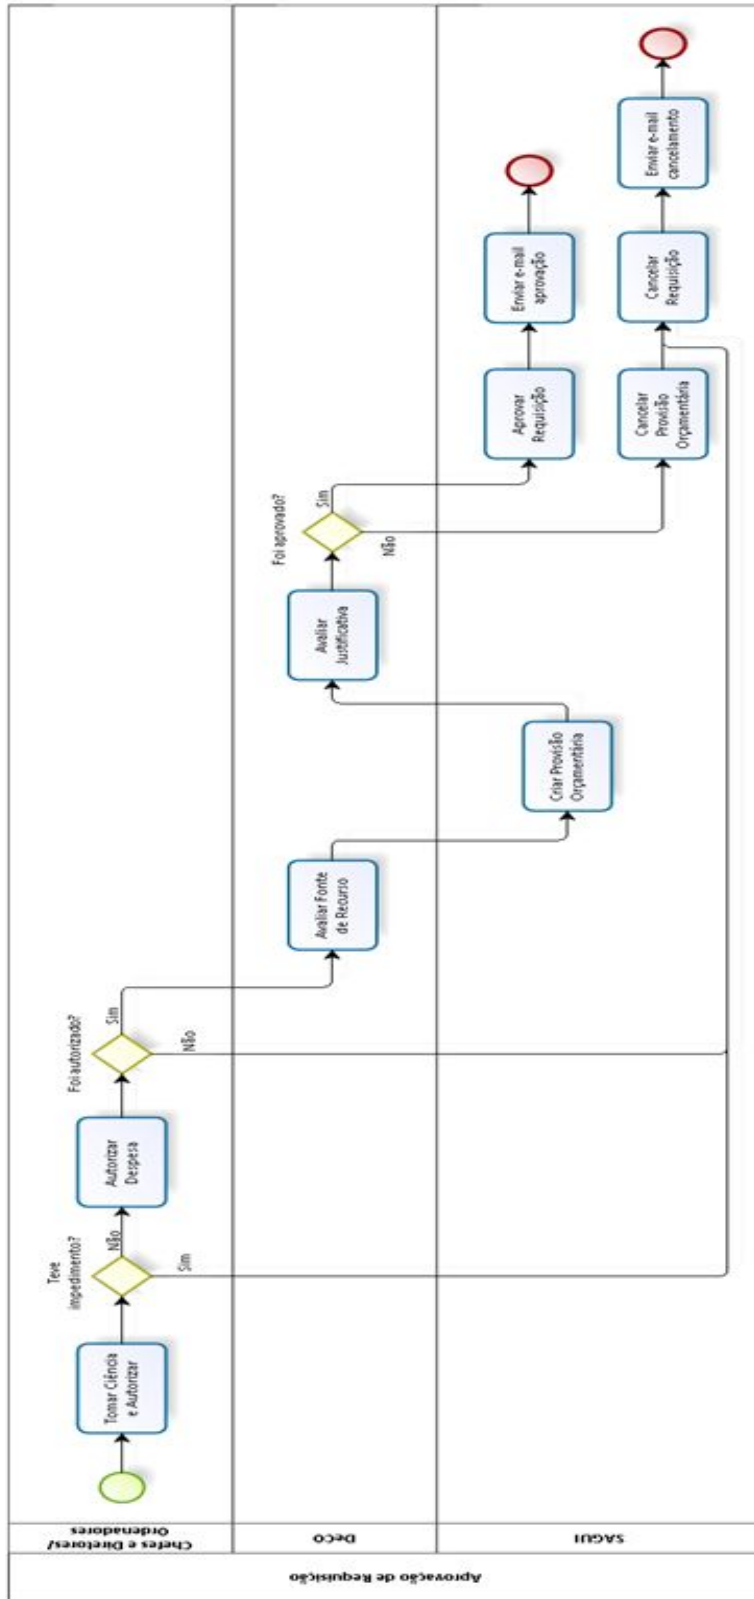 Aprovação de Requisição
Chefes e Diretores/
Ordenadores
DeCO
SAGUI
Tomar Ciência
e Autorizar
Teve
impedimento?
Não
Sim
Autorizar
Despesa
Foi autorizado?
Sim
Não
Avaliar Fonte
de Recurso
Criar Provisão
Orçamentária
Avaliar
Justificativa
Foi aprovado?
Sim
Não
Aprovar
Requisição
Enviar e-mail
aprovação
Cancelar
Provisão
Orçamentária
Cancelar
Requisição
Enviar e-mail
cancelamento